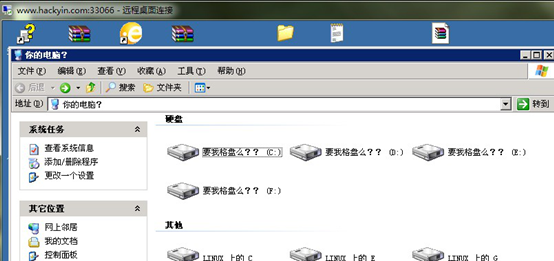 www.hackyin.com:33066 - 远程桌面连接
你的电脑?
文件(F) 编辑(E) 查看(V) 收藏(A) 工具(T) 帮助(H)
后退 搜索 文件夹
地址(D) 你的电脑? 转到
系统任务
查看系统信息
添加/删除程序
更改一个设置
其它位置
网上邻居
我的文档
控制面板
硬盘
要我格盘么?? (C:) 要我格盘么?? (D:) 要我格盘么?? (E:)
要我格盘么?? (F:)
其他
LINUX 上的 C LINUX 上的 E LINUX 上的 G